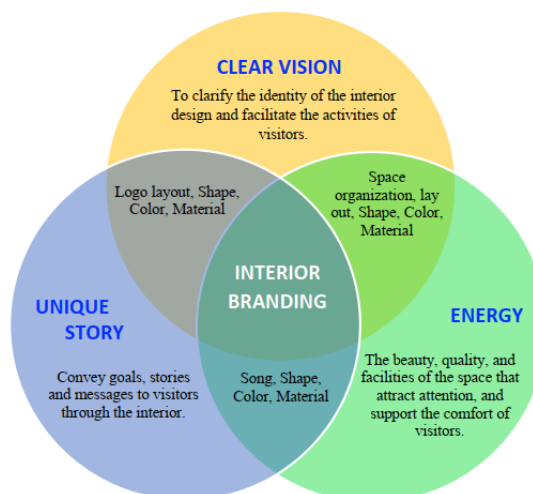 CLEAR VISION
To clarify the identity of the interior
design and facilitate the activities of
visitors.
Logo layout, Shape,
Color, Material
Space
organization, lay
out, Shape, Color,
Material
INTERIOR
BRANDING
UNIQUE
STORY
Convey goals, stories
and messages to visitors
through the interior.
Song, Shape,
Color, Material
ENERGY
The beauty, quality, and
facilities of the space that
attract attention, and
support the comfort of
visitors.